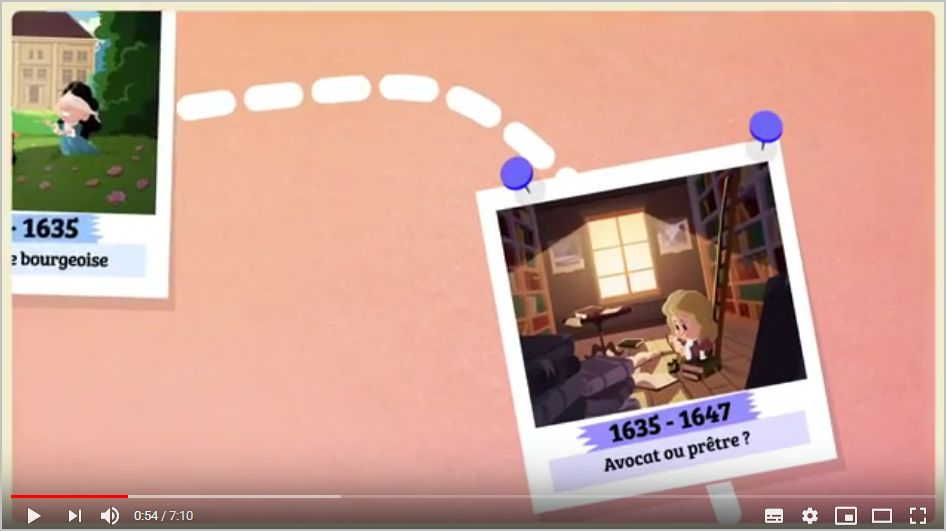 - 1635
e bourgeoise
1635 - 1647
Avocat ou prêtre ?
0:54 / 7:10